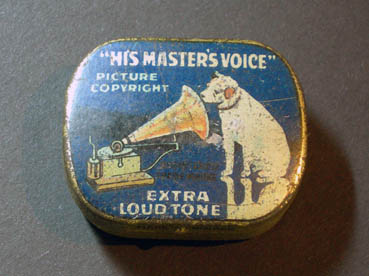 "HIS MASTER'S VOICE"
PICTURE
COPYRIGHT
EXTRA
LOUD TONE